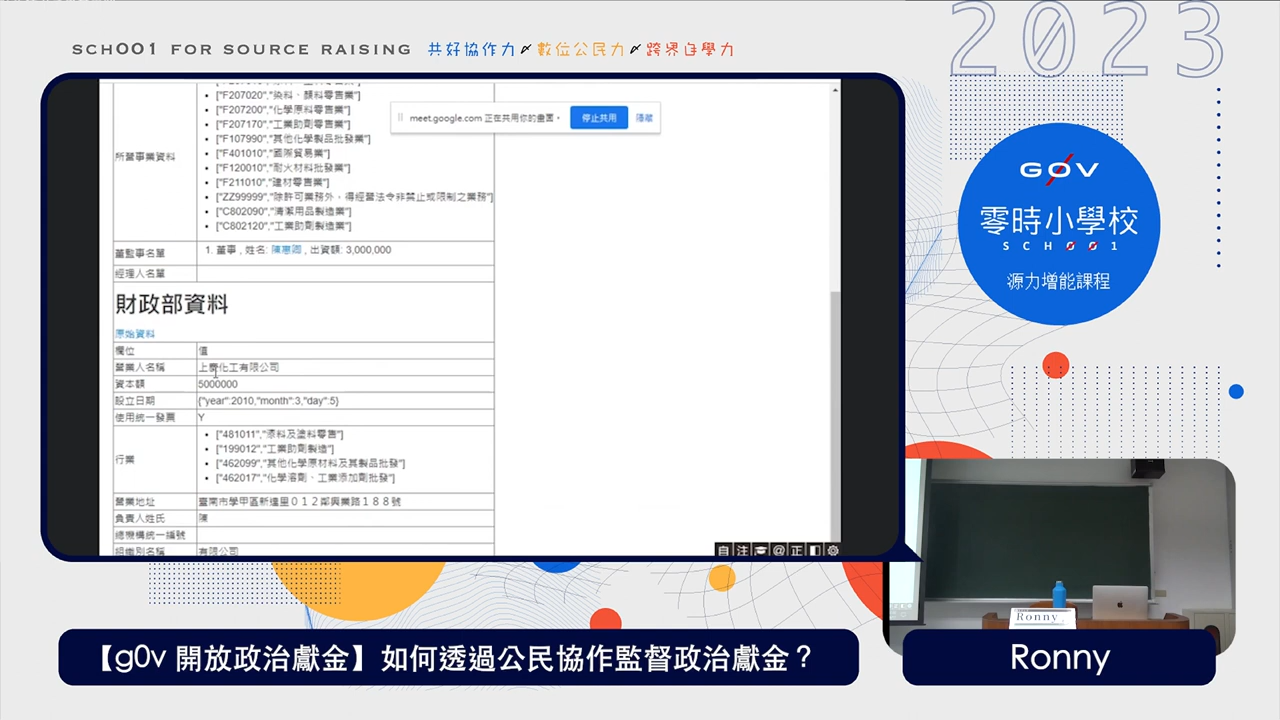 SCH001 FOR SOURCE RAISING 共好協作力 數位公民力 跨界自學力
2023
["F207020","染料、顏料零售業"]
["F207200","化學原料零售業"]
["F207170","工業助劑零售業"]
["F107990","其他化學製品批發業"]
["F401010","國際貿易業"]
["F120010","耐火材料批發業"]
["F211010","建材零售業"]
["ZZ99999","除許可業務外，得經營法令非禁止或限制之業務"]
["C802090","清潔用品製造業"]
["C802120","工業助劑製造業"]
所營事業資料
meet.google.com 正在共用你的畫面。 停止共用 隱藏
董監事名單 1. 董事 , 姓名: 陳惠卿 , 出資額: 3,000,000
經理人名單
財政部資料
原始資料
欄位 值
營業人名稱 上慶化工有限公司
資本額 5000000
設立日期 {"year":2010,"month":3,"day":5}
使用統一發票 Y
行業
["481011","漆料及塗料零售"]
["199012","工業助劑製造"]
["462099","其他化學原材料及其製品批發"]
["462017","化學溶劑、工業添加劑批發"]
營業地址 臺南市學甲區新達里０１２鄰興業路１８８號
負責人姓氏 陳
總機構統一編號
組織別名稱 有限公司
自 注 @ 正
G0V
零時小學校
SCH001
源力增能課程
Ronny
【g0v 開放政治獻金】如何透過公民協作監督政治獻金？
Ronny